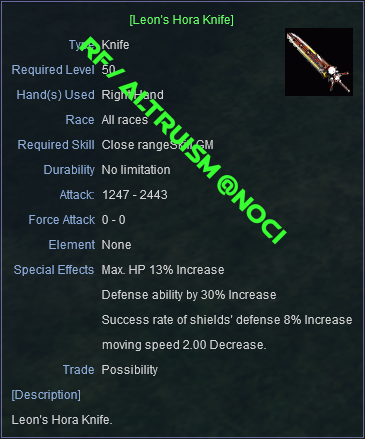 [Leon's Hora Knife]
Type Knife
Required Level 50
Hand(s) Used Right Hand
Race All races
Required Skill Close range GM
Durability No limitation
Attack: 1247 - 2443
Force Attack 0 - 0
Element None
Special Effects Max. HP 13% Increase
Defense ability by 30% Increase
Success rate of shields' defense 8% Increase
moving speed 2.00 Decrease.
Trade Possibility
[Description]
Leon's Hora Knife.
RF/ ALTRUISM @NOCI